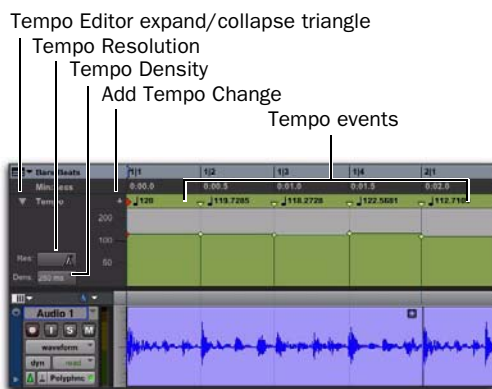 Tempo Editor expand/collapse triangle
Tempo Resolution
Tempo Density
Add Tempo Change
Tempo events
Bars:Beats 1|1 1|2 1|3 1|4 2|1
Min:Secs 0:00.0 0:00.5 0:01.0 0:01.5 0:02.0
Tempo + 120 119.7285 118.2728 122.5681 112.710
200
100
Res:
50
Dens: 250 ms
Audio 1
I S M
waveform
dyn read
Polyphnc